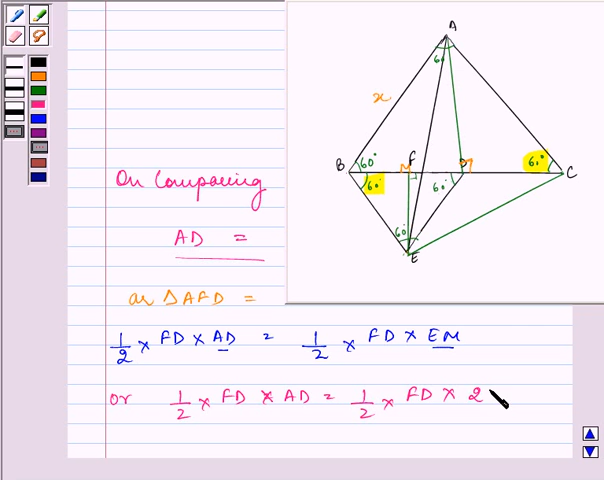 A
60
x
B 60° M F D 6.° C
60° 60°
60°
E
On Comparing
AD =
ar ΔAFD =
1/2 × FD × AD = 1/2 × FD × EM
or 1/2 × FD × AD = 1/2 × FD × 2